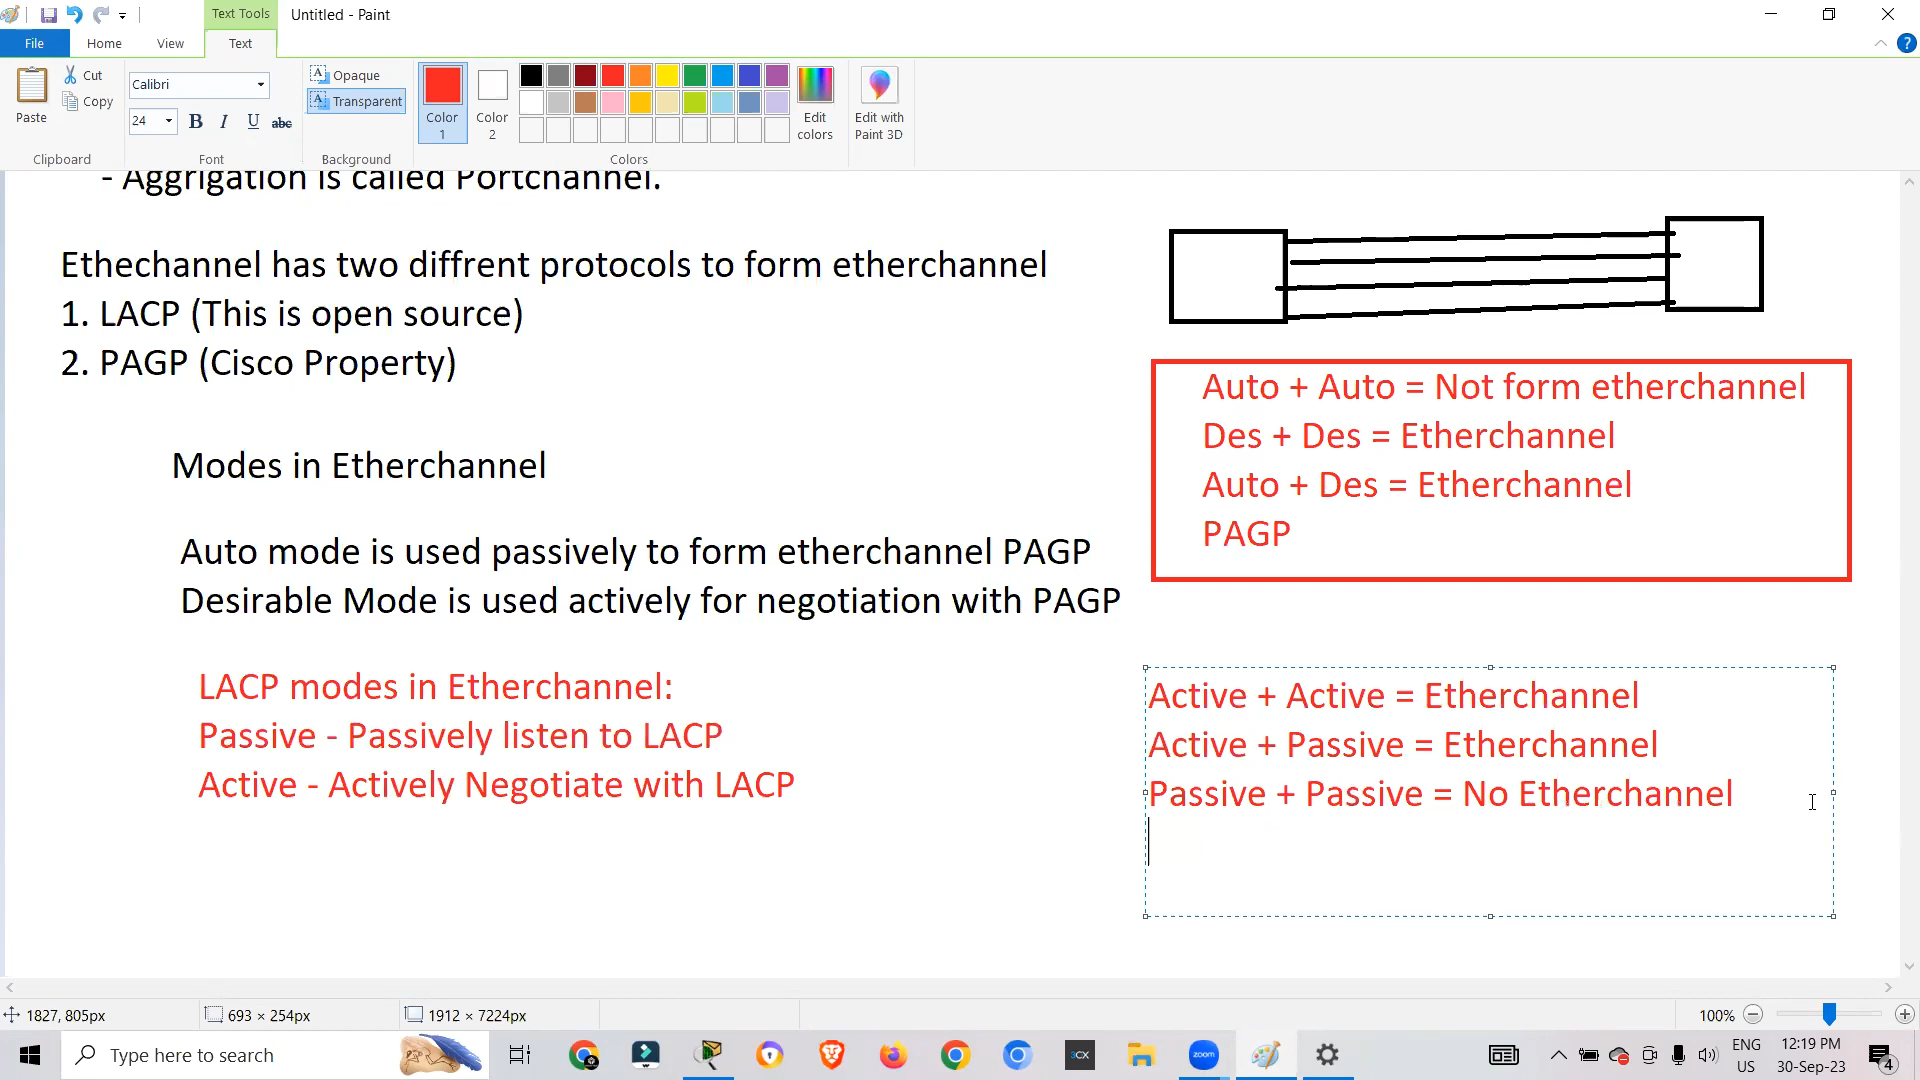 Text Tools
Untitled - Paint
File
Home
View
Text
Paste
Cut
Copy
Clipboard
Calibri
24
B I U abc
Font
Opaque
Transparent
Background
Color 1
Color 2
Edit colors
Colors
Edit with Paint 3D
- Aggrigation is called Portchannel.
Ethechannel has two diffrent protocols to form etherchannel
1. LACP (This is open source)
2. PAGP (Cisco Property)
Modes in Etherchannel
Auto mode is used passively to form etherchannel PAGP
Desirable Mode is used actively for negotiation with PAGP
LACP modes in Etherchannel:
Passive - Passively listen to LACP
Active - Actively Negotiate with LACP
Auto + Auto = Not form etherchannel
Des + Des = Etherchannel
Auto + Des = Etherchannel
PAGP
Active + Active = Etherchannel
Active + Passive = Etherchannel
Passive + Passive = No Etherchannel
1827, 805px
693 × 254px
1912 × 7224px
100%
Type here to search
3CX
zoom
ENG
US
12:19 PM
30-Sep-23
4